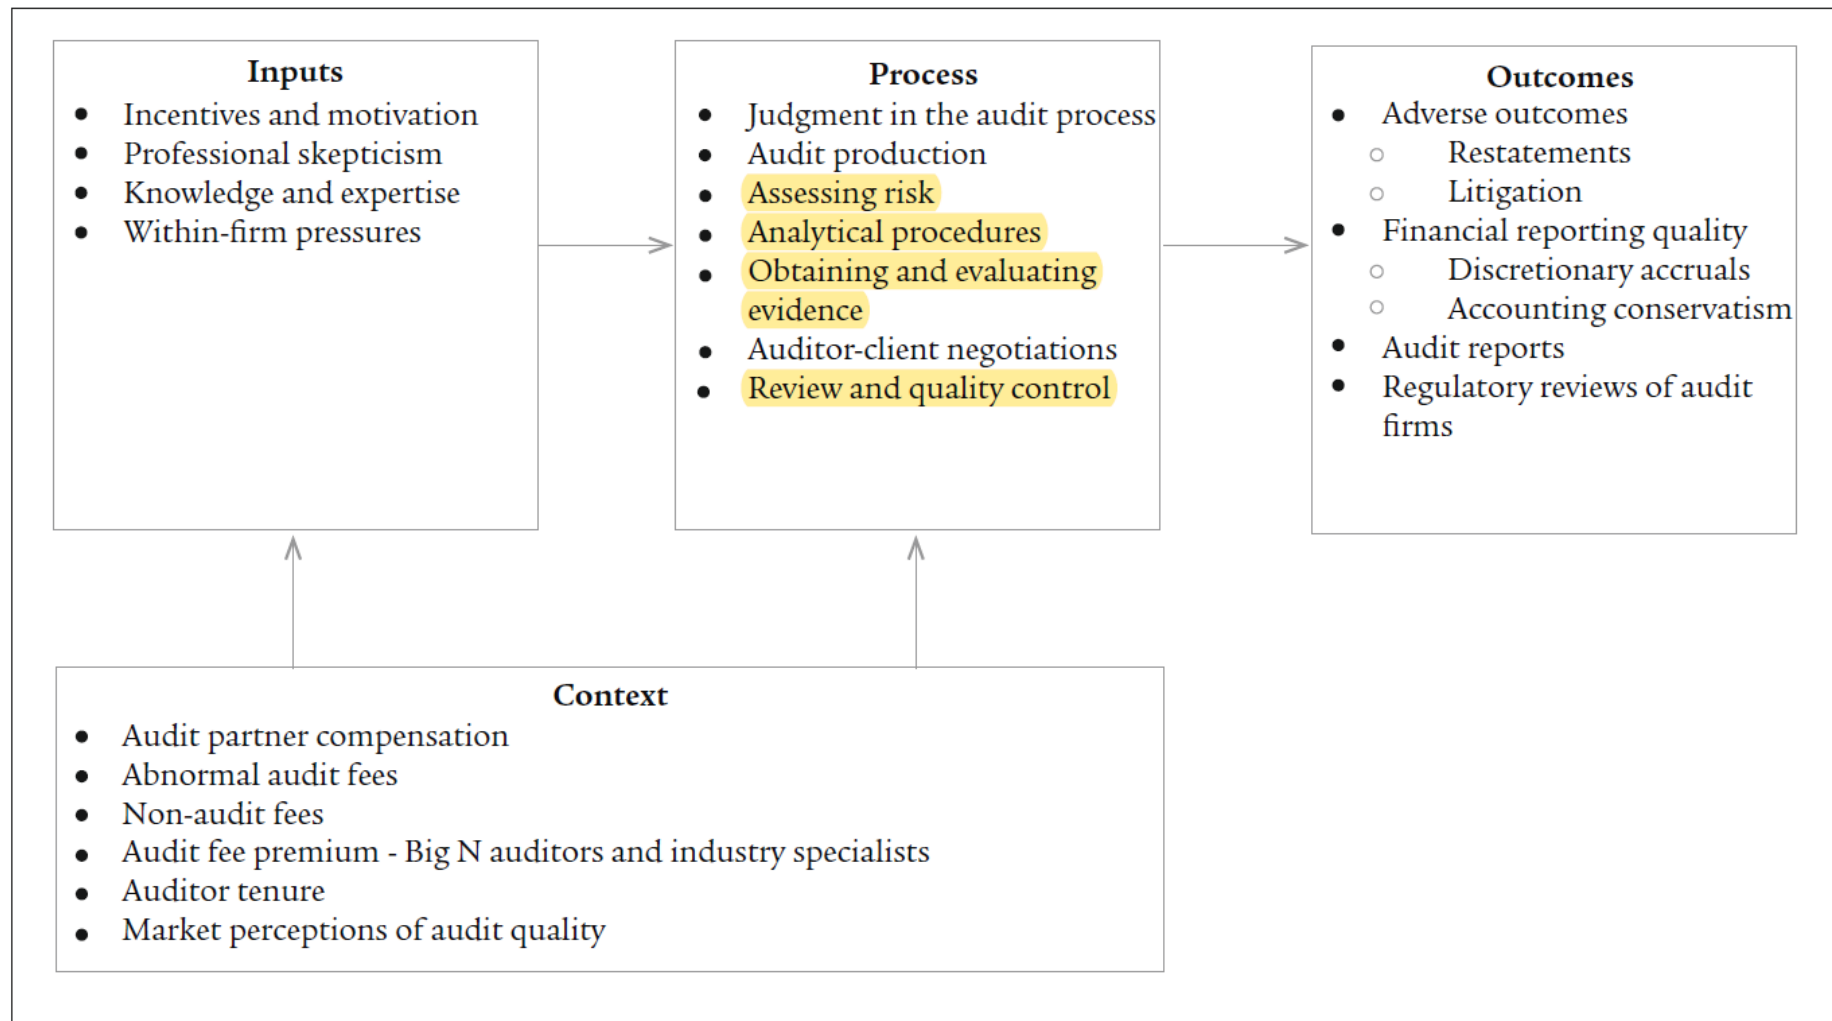 Inputs
Incentives and motivation
Professional skepticism
Knowledge and expertise
Within-firm pressures
Process
Judgment in the audit process
Audit production
Assessing risk
Analytical procedures
Obtaining and evaluating
evidence
Auditor-client negotiations
Review and quality control
Outcomes
Adverse outcomes
Restatements
Litigation
Financial reporting quality
Discretionary accruals
Accounting conservatism
Audit reports
Regulatory reviews of audit
firms
Context
Audit partner compensation
Abnormal audit fees
Non-audit fees
Audit fee premium - Big N auditors and industry specialists
Auditor tenure
Market perceptions of audit quality